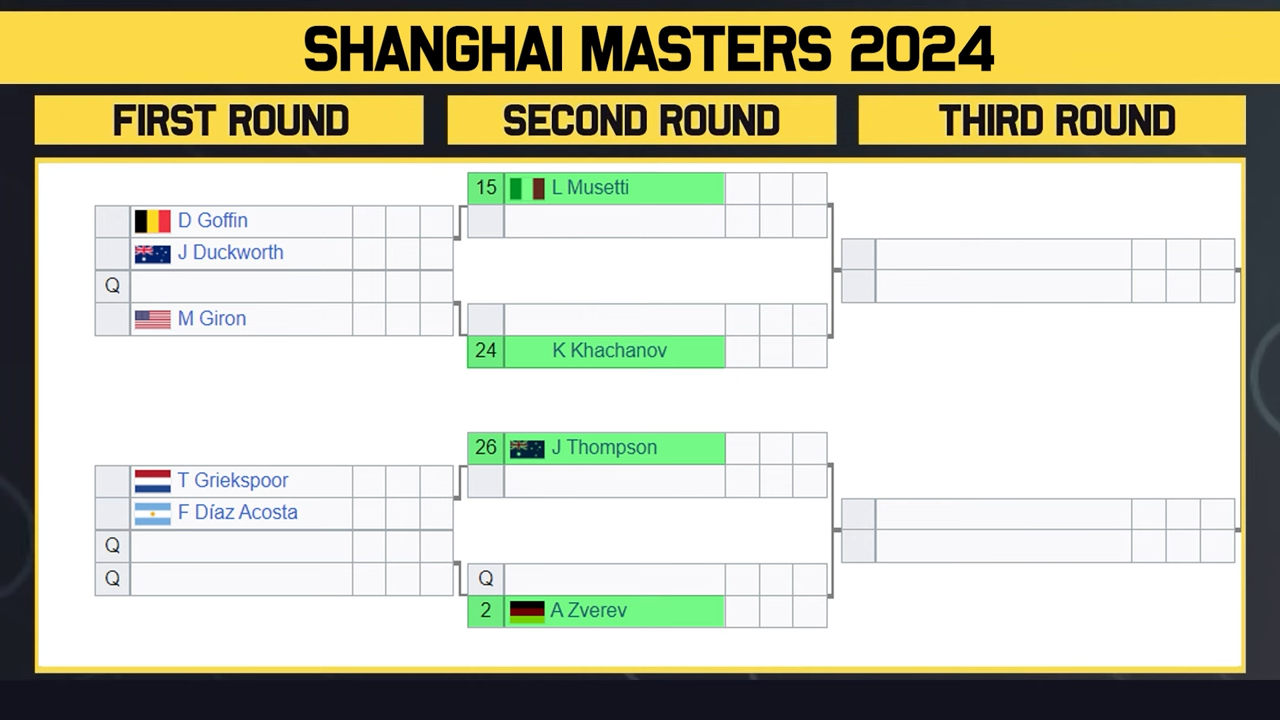 SHANGHAI MASTERS 2024
FIRST ROUND
SECOND ROUND
THIRD ROUND
15 L Musetti
D Goffin
J Duckworth
Q
M Giron
24 K Khachanov
26 J Thompson
T Griekspoor
F Díaz Acosta
Q
Q
Q
2 A Zverev